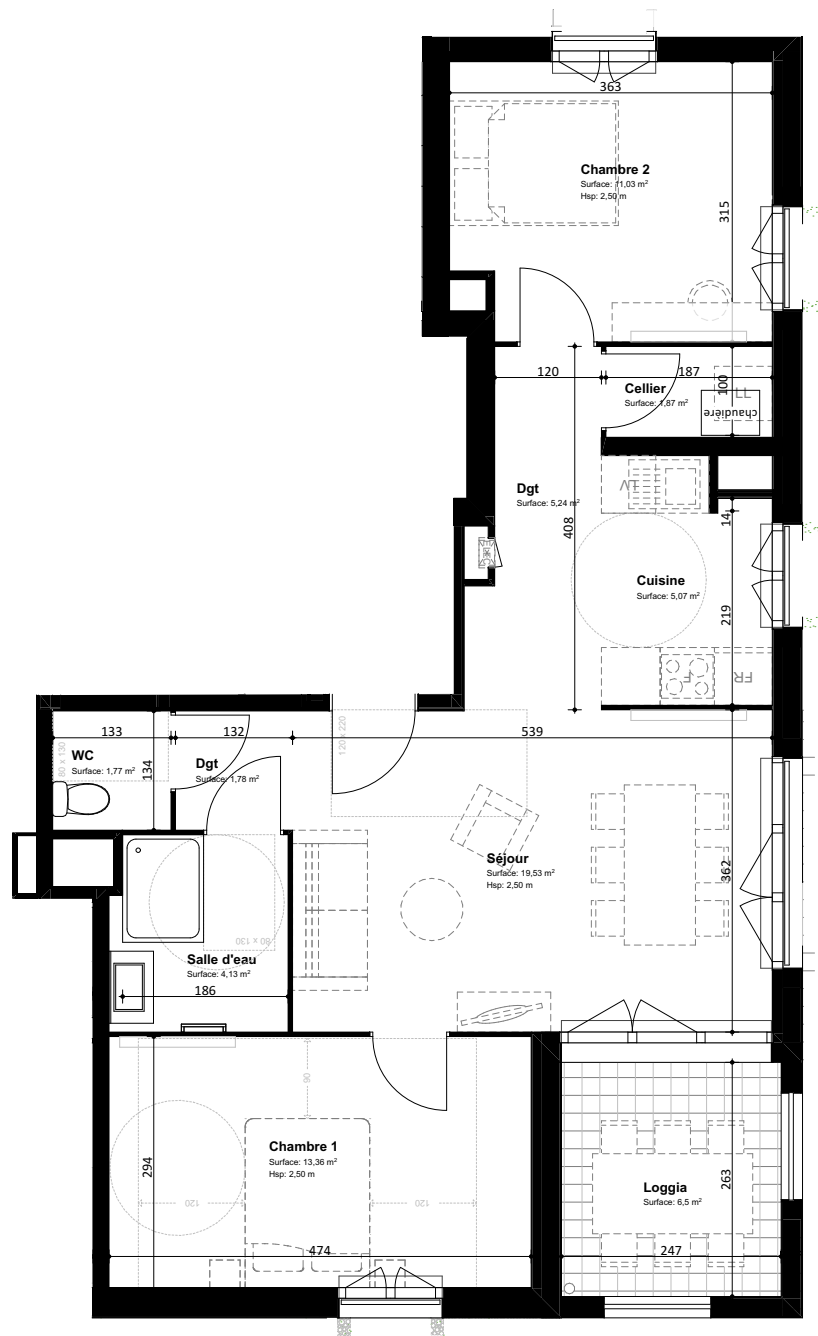 363
Chambre 2
Surface: 11,03 m²
Hsp: 2,50 m
315
120
187
100
Cellier
Surface: 1,87 m²
LL
chaudière
Dgt
Surface: 5,24 m²
LV
14
408
Cuisine
Surface: 5,07 m²
219
F
FR
133
132
539
120 x 220
WC
Surface: 1,77 m²
80 x 130
134
Dgt
Surface: 1,78 m²
Séjour
Surface: 19,53 m²
Hsp: 2,50 m
362
80 x 130
Salle d'eau
Surface: 4,13 m²
186
90
Chambre 1
Surface: 13,36 m²
Hsp: 2,50 m
294
120
120
474
Loggia
Surface: 6,5 m²
263
247